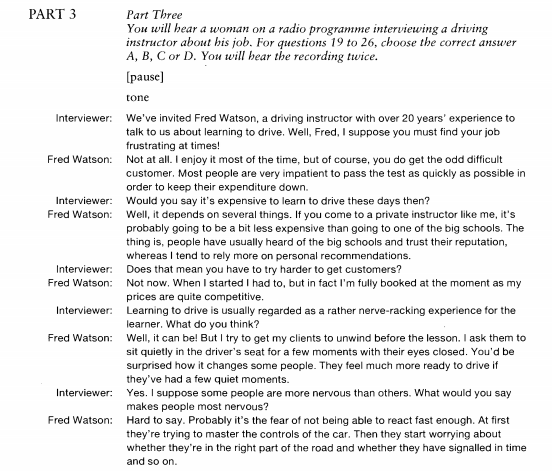 PART 3
Part Three
You will hear a woman on a radio programme interviewing a driving
instructor about his job. For questions 19 to 26, choose the correct answer
A, B, C or D. You will hear the recording twice.
[pause]
tone
Interviewer: We've invited Fred Watson, a driving instructor with over 20 years' experience to
talk to us about learning to drive. Well, Fred, I suppose you must find your job
frustrating at times!
Fred Watson: Not at all. I enjoy it most of the time, but of course, you do get the odd difficult
customer. Most people are very impatient to pass the test as quickly as possible in
order to keep their expenditure down.
Interviewer: Would you say it's expensive to learn to drive these days then?
Fred Watson: Well, it depends on several things. If you come to a private instructor like me, it's
probably going to be a bit less expensive than going to one of the big schools. The
thing is, people have usually heard of the big schools and trust their reputation,
whereas I tend to rely more on personal recommendations.
Interviewer: Does that mean you have to try harder to get customers?
Fred Watson: Not now. When I started I had to, but in fact I'm fully booked at the moment as my
prices are quite competitive.
Interviewer: Learning to drive is usually regarded as a rather nerve-racking experience for the
learner. What do you think?
Fred Watson: Well, it can be! But I try to get my clients to unwind before the lesson. I ask them to
sit quietly in the driver's seat for a few moments with their eyes closed. You'd be
surprised how it changes some people. They feel much more ready to drive if
they've had a few quiet moments.
Interviewer: Yes. I suppose some people are more nervous than others. What would you say
makes people most nervous?
Fred Watson: Hard to say. Probably it's the fear of not being able to react fast enough. At first
they're trying to master the controls of the car. Then they start worrying about
whether they're in the right part of the road and whether they have signalled in time
and so on.